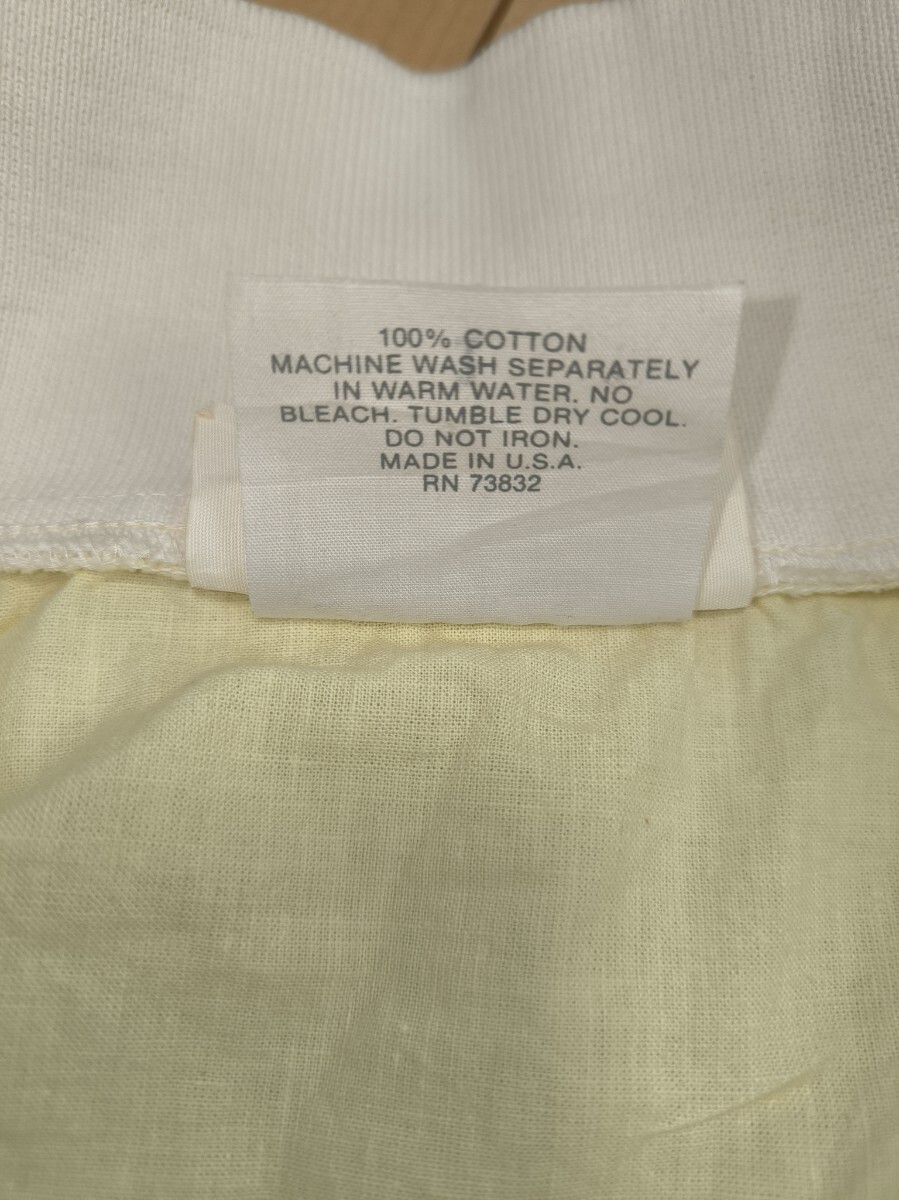 100% COTTON
MACHINE WASH SEPARATELY
IN WARM WATER. NO
BLEACH. TUMBLE DRY COOL.
DO NOT IRON.
MADE IN U.S.A.
RN 73832